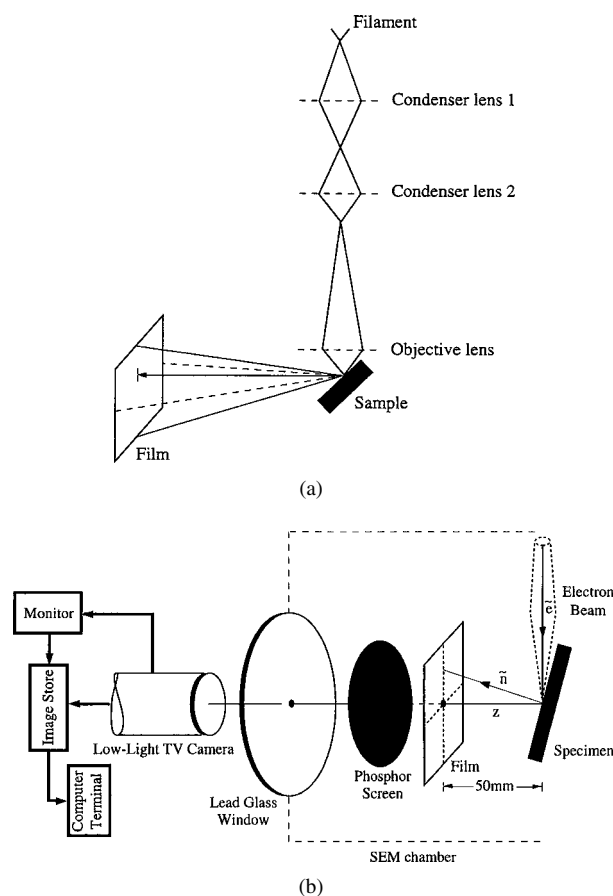 Filament
Condenser lens 1
Condenser lens 2
Objective lens
Sample
Film
(a)
Electron
Beam
ẽ
Monitor
ñ
Image Store
z
Low-Light TV Camera
Specimen
Film
Phosphor
Screen
50mm
Computer
Terminal
Lead Glass
Window
SEM chamber
(b)